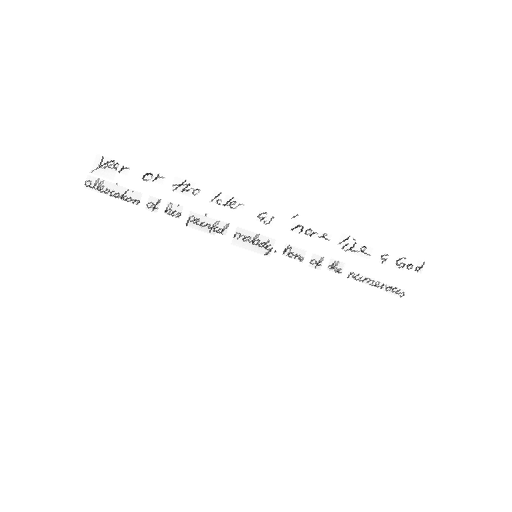 year or two later as 'more like a God
alleviation of his painful malady. None of the numerous